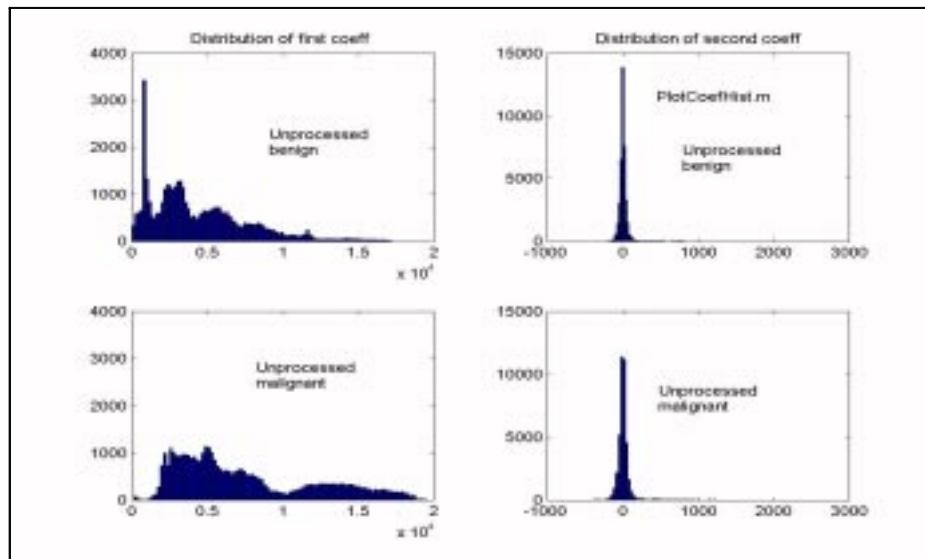 Distribution of first coeff
4000
3000
2000
1000
0
Unprocessed
benign
0 0.5 1 1.5 2
x 10⁴
Distribution of second coeff
15000
10000
5000
0
PlotCoefHist.m
Unprocessed
benign
-1000 0 1000 2000 3000
4000
3000
2000
1000
0
Unprocessed
malignant
0 0.5 1 1.5 2
x 10⁴
15000
10000
5000
0
Unprocessed
malignant
-1000 0 1000 2000 3000